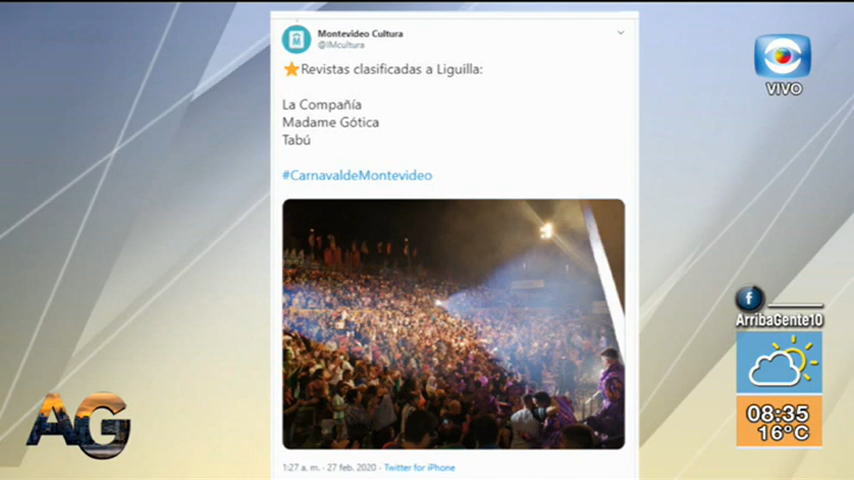 Montevideo Cultura
@IMcultura
Revistas clasificadas a Liguilla:
La Compañía
Madame Gótica
Tabú
#CarnavaldeMontevideo
1:27 a. m. · 27 feb. 2020 · Twitter for iPhone
VIVO
f
ArribaGente10
08:35
16°C
AG